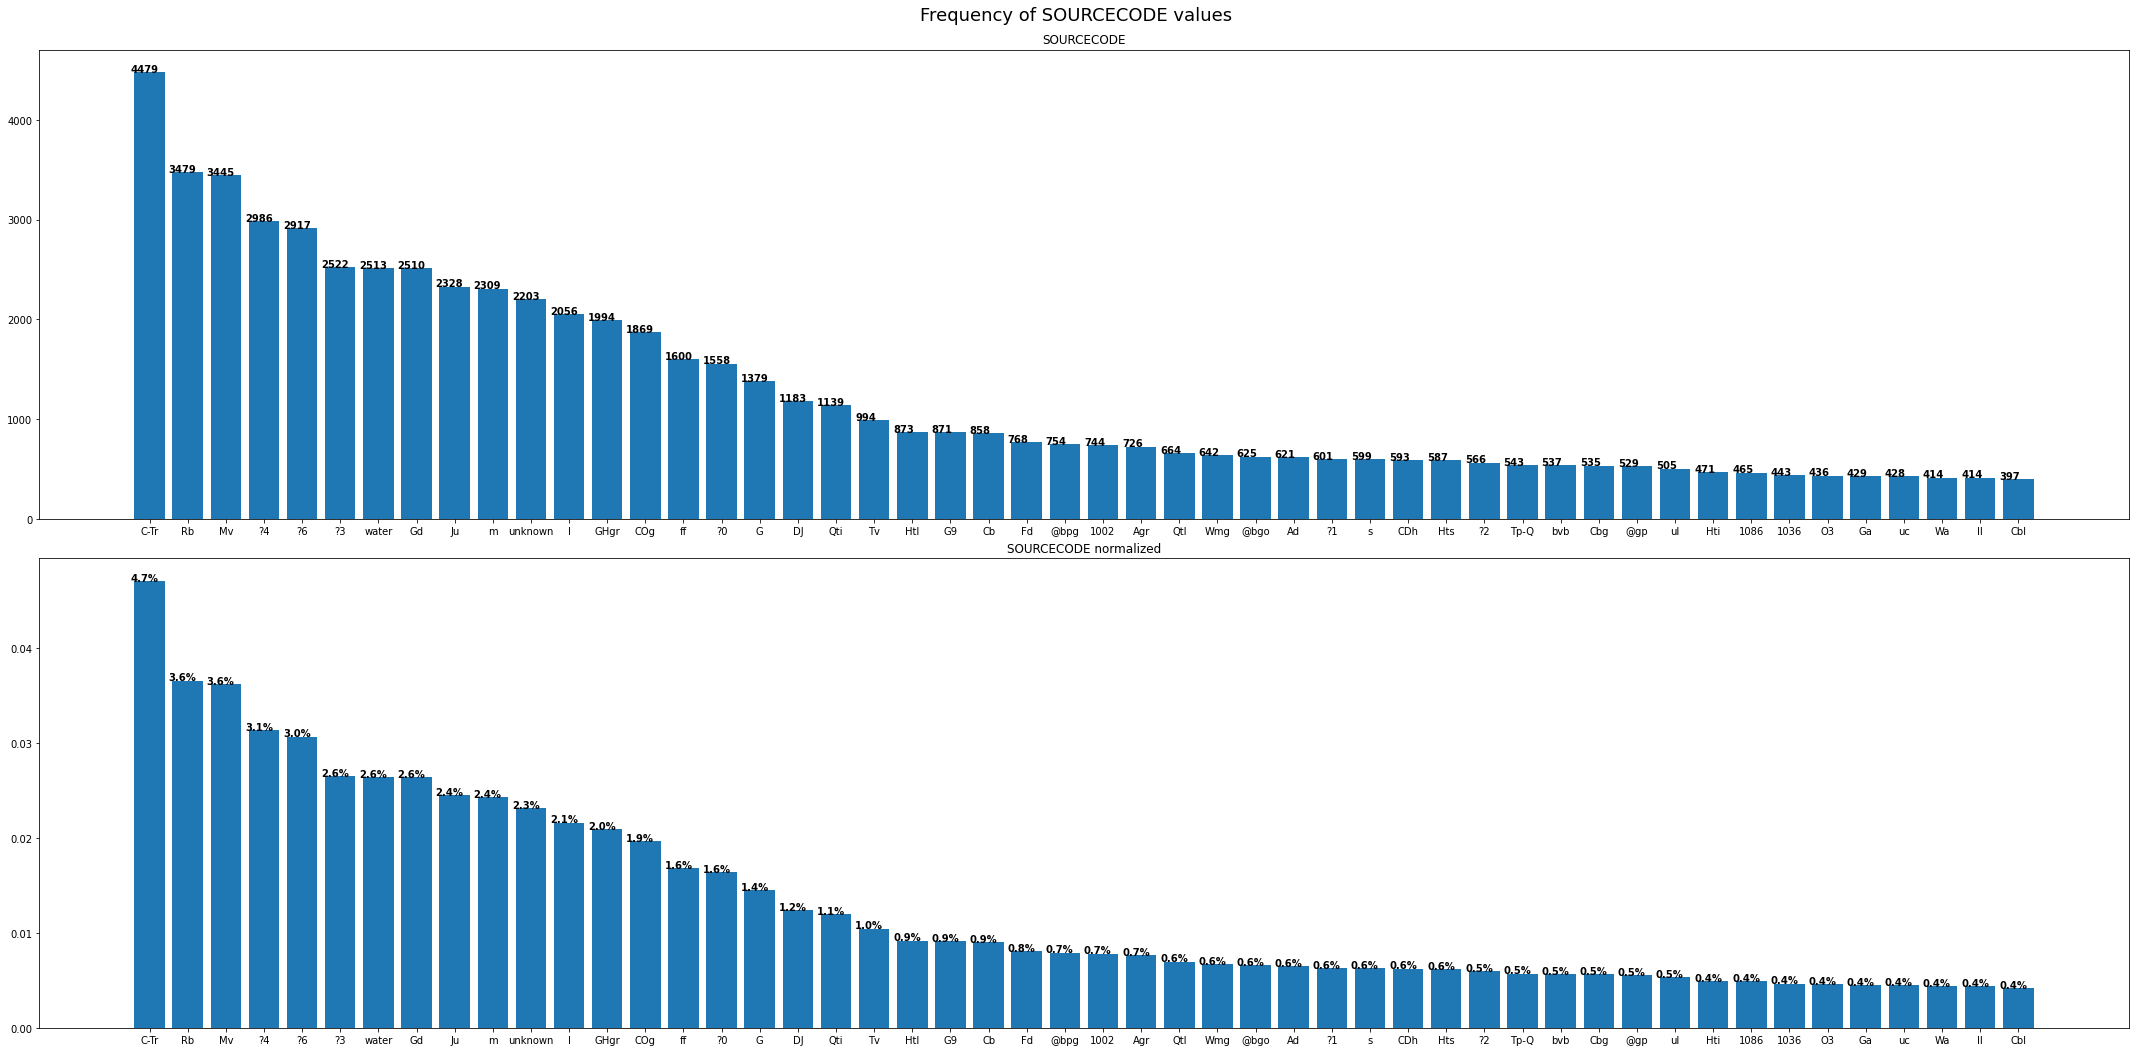 Frequency of SOURCECODE values
SOURCECODE
4479 3479 3445 2986 2917 2522 2513 2510 2328 2309 2203 2056 1994 1869 1600 1558 1379 1183 1139 994 873 871 858 768 754 744 726 664 642 625 621 601 599 593 587 566 543 537 535 529 505 471 465 443 436 429 428 414 414 397
4000
3000
2000
1000
0
C-Tr Rb Mv ?4 ?6 ?3 water Gd Ju m unknown I GHgr COg ff ?0 G DJ Qti Tv Htl G9 Cb Fd @bpg 1002 Agr Qtl Wmg @bgo Ad ?1 s CDh Hts ?2 Tp-Q bvb Cbg @gp ul Hti 1086 1036 O3 Ga uc Wa II Cbl
SOURCECODE normalized
4.7% 3.6% 3.6% 3.1% 3.0% 2.6% 2.6% 2.6% 2.4% 2.4% 2.3% 2.1% 2.0% 1.9% 1.6% 1.6% 1.4% 1.2% 1.1% 1.0% 0.9% 0.9% 0.9% 0.8% 0.7% 0.7% 0.7% 0.6% 0.6% 0.6% 0.6% 0.6% 0.6% 0.6% 0.6% 0.5% 0.5% 0.5% 0.5% 0.5% 0.5% 0.4% 0.4% 0.4% 0.4% 0.4% 0.4% 0.4% 0.4% 0.4%
0.04
0.03
0.02
0.01
0.00
C-Tr Rb Mv ?4 ?6 ?3 water Gd Ju m unknown I GHgr COg ff ?0 G DJ Qti Tv Htl G9 Cb Fd @bpg 1002 Agr Qtl Wmg @bgo Ad ?1 s CDh Hts ?2 Tp-Q bvb Cbg @gp ul Hti 1086 1036 O3 Ga uc Wa II Cbl